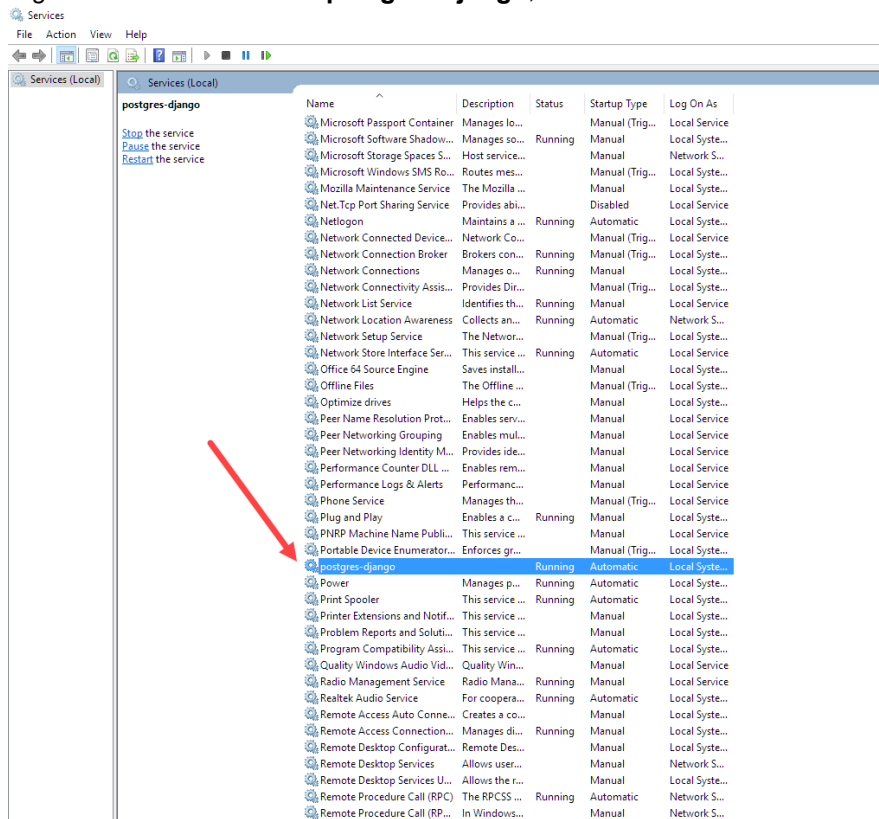 postgres-django,
Services
File Action View Help
Services (Local)
Services (Local)
postgres-django
Stop the service
Pause the service
Restart the service
Name Description Status Startup Type Log On As
Microsoft Passport Container Manages lo... Manual (Trig... Local Service
Microsoft Software Shadow... Manages so... Running Manual Local Syste...
Microsoft Storage Spaces S... Host service... Manual Network S...
Microsoft Windows SMS Ro... Routes mes... Manual (Trig... Local Syste...
Mozilla Maintenance Service The Mozilla ... Manual Local Syste...
Net.Tcp Port Sharing Service Provides abi... Disabled Local Service
Netlogon Maintains a ... Running Automatic Local Syste...
Network Connected Device... Network Co... Manual (Trig... Local Service
Network Connection Broker Brokers con... Running Manual (Trig... Local Syste...
Network Connections Manages o... Running Manual Local Syste...
Network Connectivity Assis... Provides Dir... Manual (Trig... Local Syste...
Network List Service Identifies th... Running Manual Local Service
Network Location Awareness Collects an... Running Automatic Network S...
Network Setup Service The Networ... Manual (Trig... Local Syste...
Network Store Interface Ser... This service ... Running Automatic Local Service
Office 64 Source Engine Saves install... Manual Local Syste...
Offline Files The Offline ... Manual (Trig... Local Syste...
Optimize drives Helps the c... Manual Local Syste...
Peer Name Resolution Prot... Enables serv... Manual Local Service
Peer Networking Grouping Enables mul... Manual Local Service
Peer Networking Identity M... Provides ide... Manual Local Service
Performance Counter DLL ... Enables rem... Manual Local Service
Performance Logs & Alerts Performanc... Manual Local Service
Phone Service Manages th... Manual (Trig... Local Service
Plug and Play Enables a c... Running Manual Local Syste...
PNRP Machine Name Publi... This service ... Manual Local Service
Portable Device Enumerator... Enforces gr... Manual (Trig... Local Syste...
postgres-django Running Automatic Local Syste...
Power Manages p... Running Automatic Local Syste...
Print Spooler This service ... Running Automatic Local Syste...
Printer Extensions and Notif... This service ... Manual Local Syste...
Problem Reports and Soluti... This service ... Manual Local Syste...
Program Compatibility Assi... This service ... Running Automatic Local Syste...
Quality Windows Audio Vid... Quality Win... Manual Local Service
Radio Management Service Radio Mana... Running Manual Local Service
Realtek Audio Service For coopera... Running Automatic Local Syste...
Remote Access Auto Conne... Creates a co... Manual Local Syste...
Remote Access Connection... Manages di... Running Manual Local Syste...
Remote Desktop Configurat... Remote Des... Manual Local Syste...
Remote Desktop Services Allows user... Manual Network S...
Remote Desktop Services U... Allows the r... Manual Local Syste...
Remote Procedure Call (RPC) The RPCSS ... Running Automatic Network S...
Remote Procedure Call (RP... In Windows... Manual Network S...